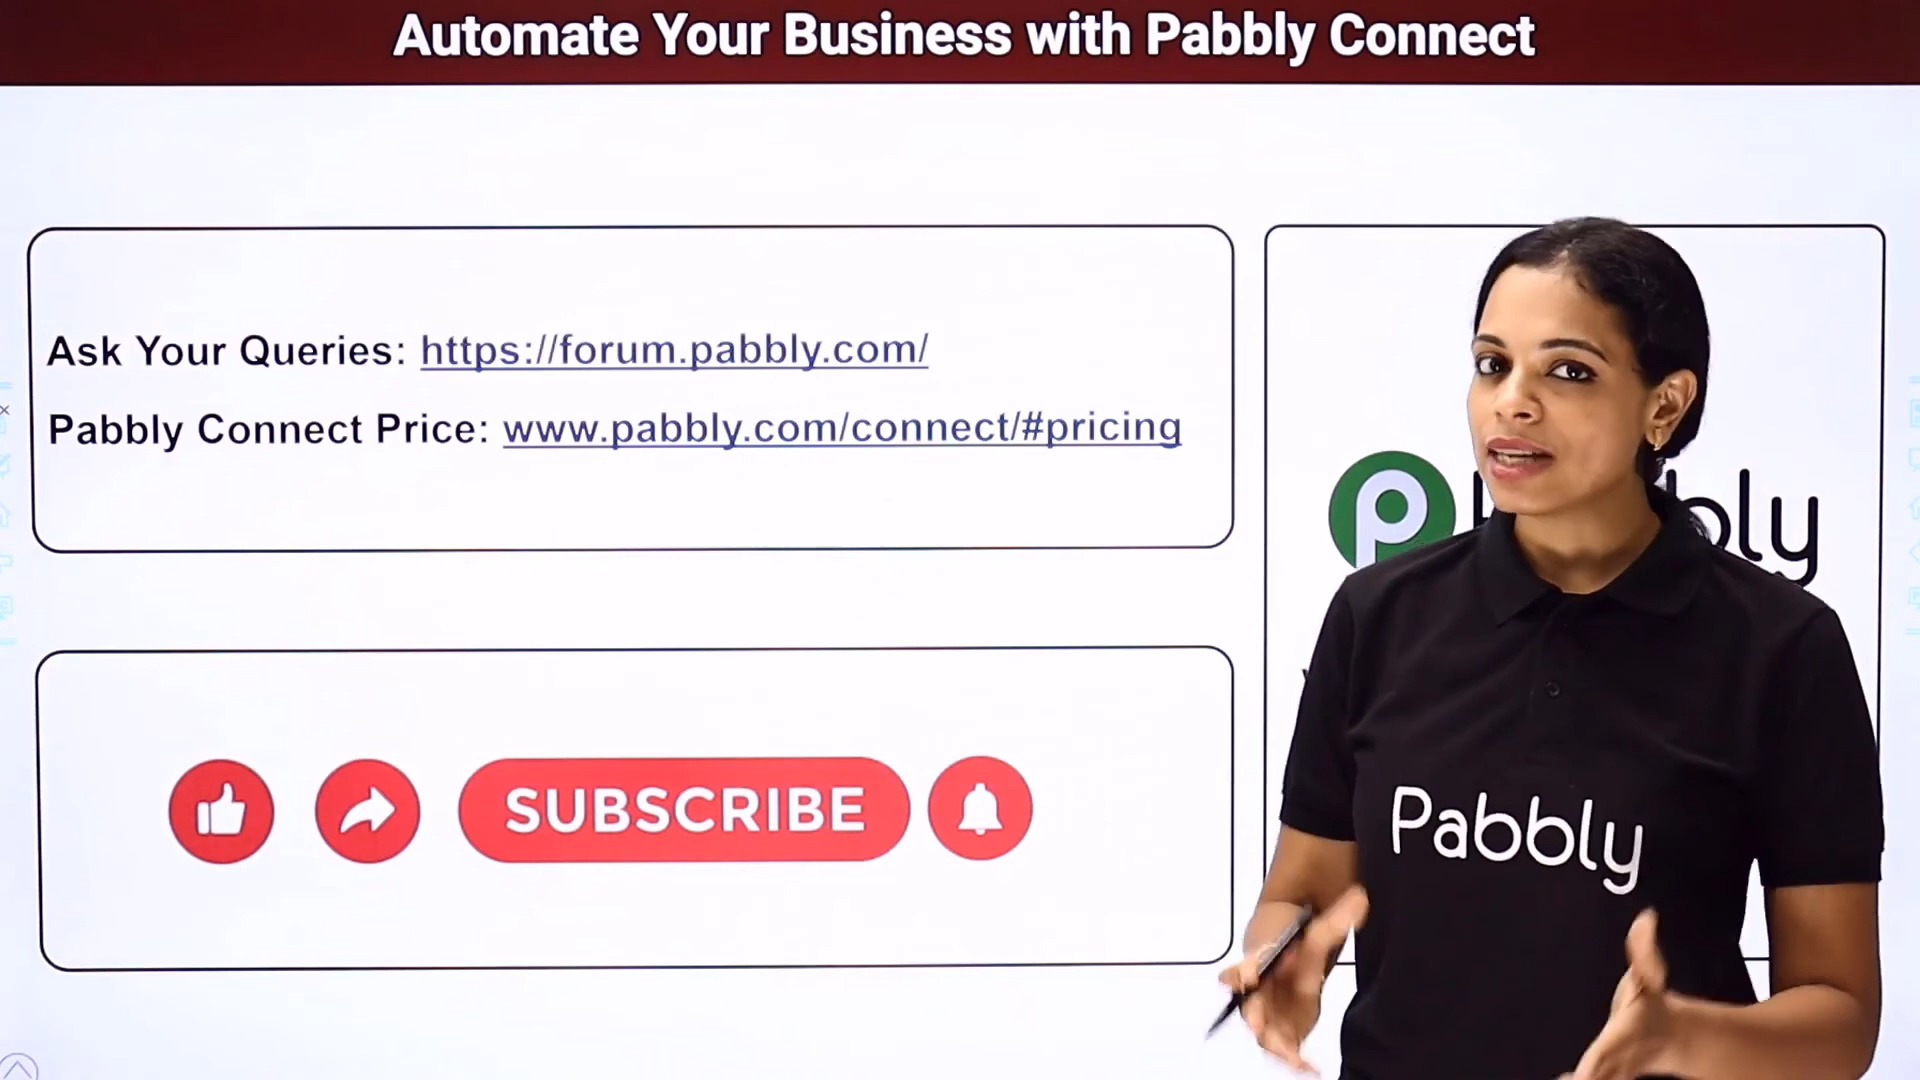 Automate Your Business with Pabbly Connect
Ask Your Queries: https://forum.pabbly.com/
Pabbly Connect Price: www.pabbly.com/connect/#pricing
SUBSCRIBE
Pabbly